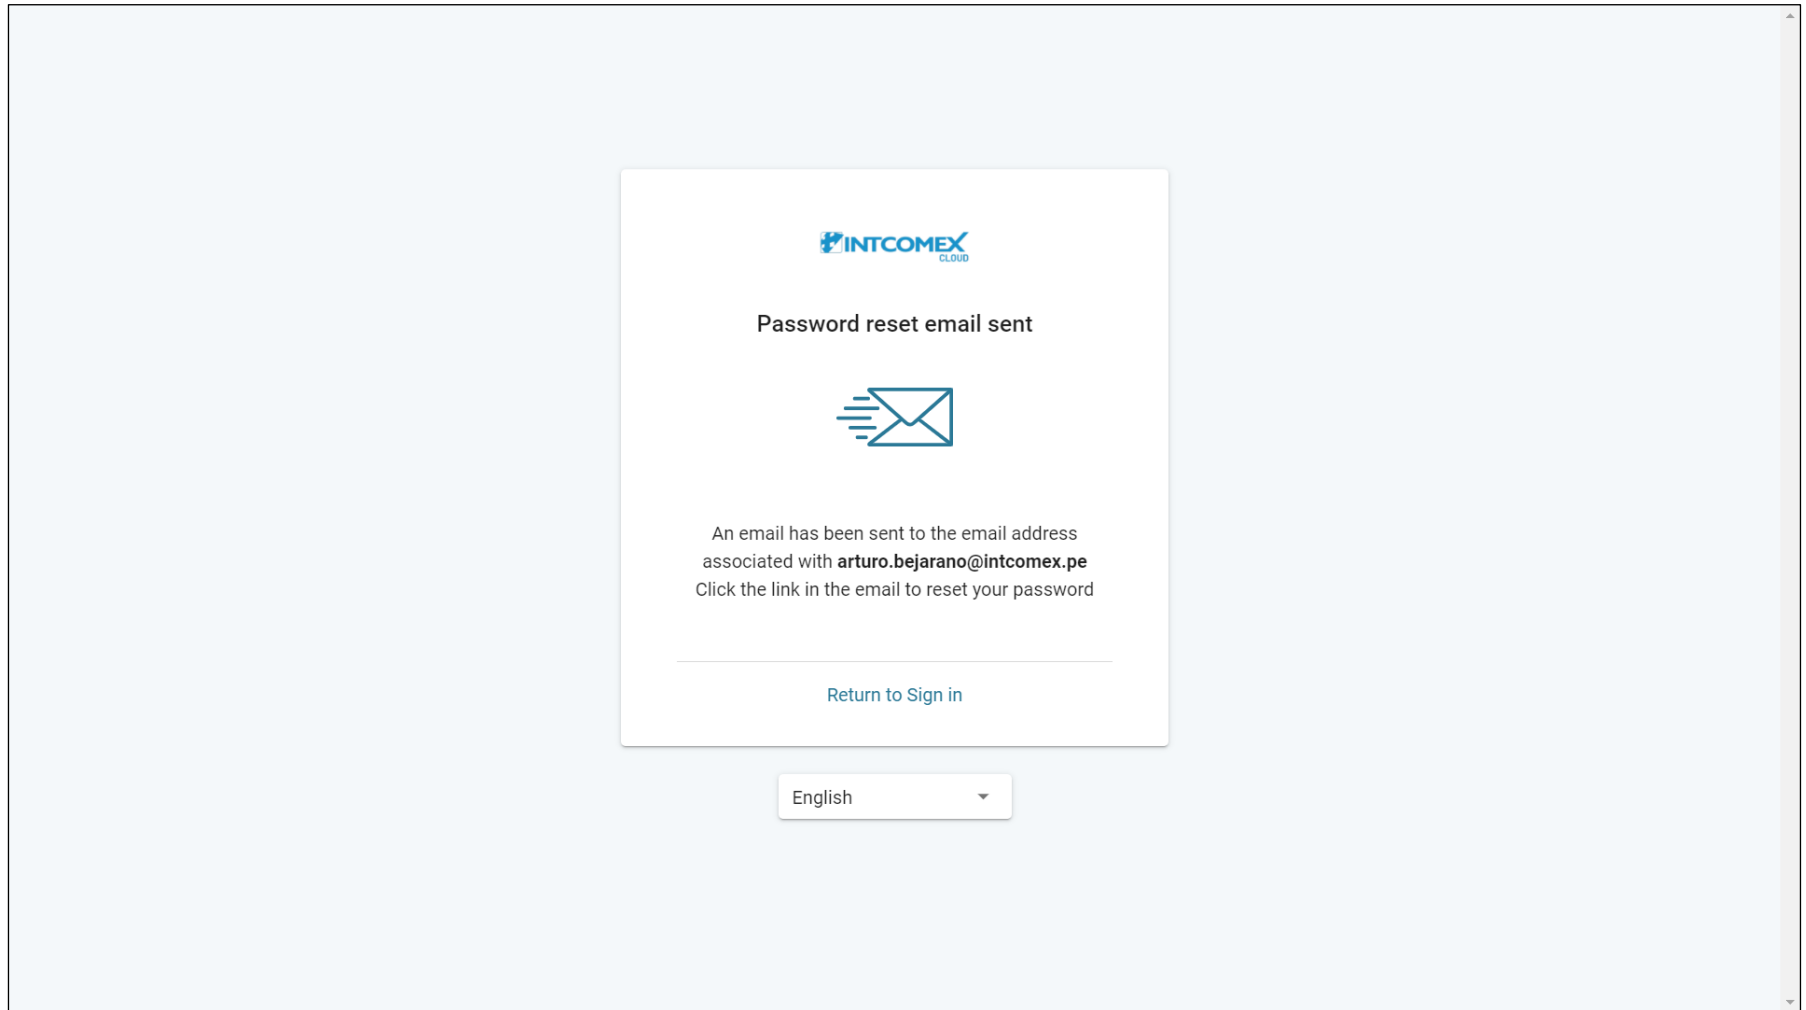 INTCOMEX
CLOUD
Password reset email sent
An email has been sent to the email address
associated with arturo.bejarano@intcomex.pe
Click the link in the email to reset your password
Return to Sign in
English